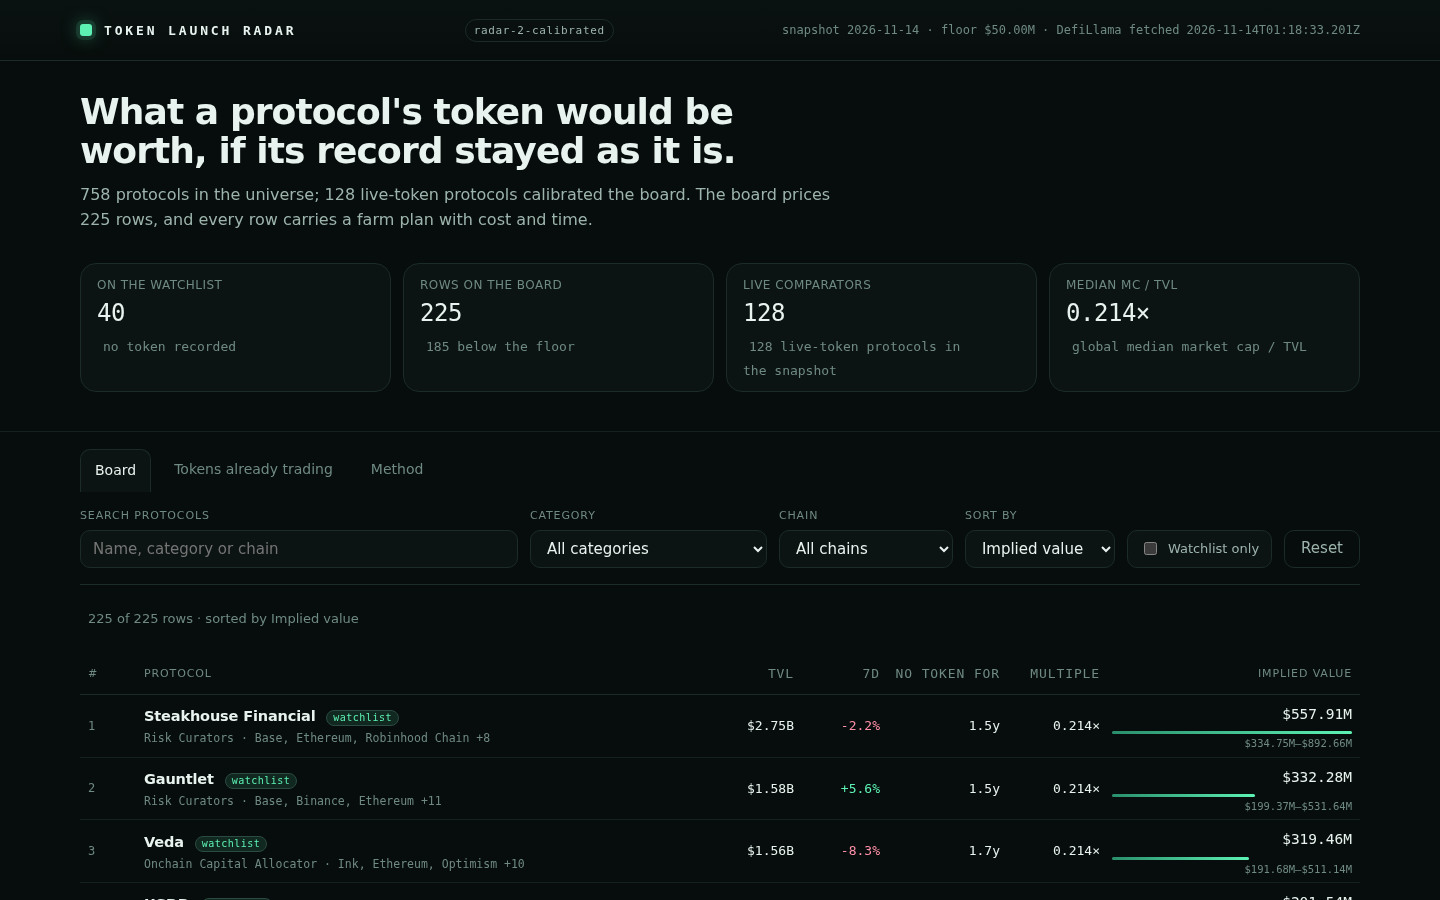 TOKEN LAUNCH RADAR
radar-2-calibrated
snapshot 2026-11-14 · floor $50.00M · DefiLlama fetched 2026-11-14T01:18:33.201Z
What a protocol's token would be
worth, if its record stayed as it is.
758 protocols in the universe; 128 live-token protocols calibrated the board. The board prices
225 rows, and every row carries a farm plan with cost and time.
ON THE WATCHLIST
40
no token recorded
ROWS ON THE BOARD
225
185 below the floor
LIVE COMPARATORS
128
128 live-token protocols in
the snapshot
MEDIAN MC / TVL
0.214×
global median market cap / TVL
Board
Tokens already trading
Method
SEARCH PROTOCOLS
CATEGORY
CHAIN
SORT BY
Name, category or chain
All categories
All chains
Implied value
Watchlist only
Reset
225 of 225 rows · sorted by Implied value
# PROTOCOL TVL 7D NO TOKEN FOR MULTIPLE IMPLIED VALUE
1 Steakhouse Financial watchlist $2.75B -2.2% 1.5y 0.214× $557.91M
Risk Curators · Base, Ethereum, Robinhood Chain +8 $334.75M–$892.66M
2 Gauntlet watchlist $1.58B +5.6% 1.5y 0.214× $332.28M
Risk Curators · Base, Binance, Ethereum +11 $199.37M–$531.64M
3 Veda watchlist $1.56B -8.3% 1.7y 0.214× $319.46M
Onchain Capital Allocator · Ink, Ethereum, Optimism +10 $191.68M–$511.14M